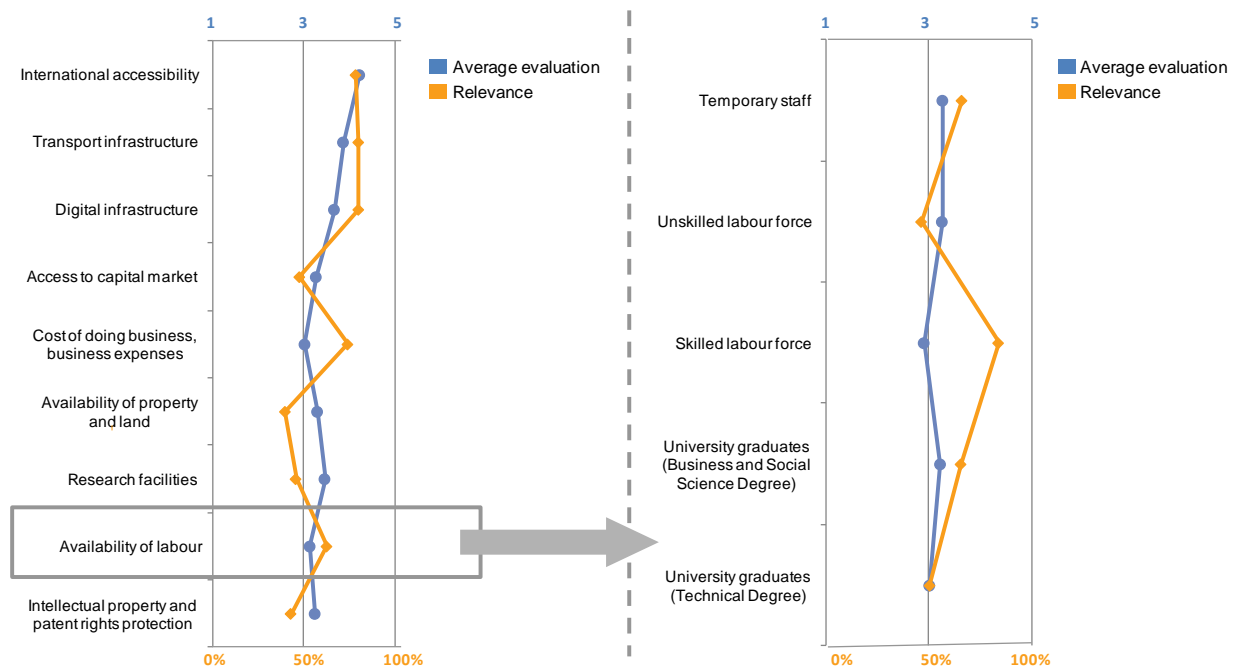 1 3 5
Average evaluation
Relevance
International accessibility
Transport infrastructure
Digital infrastructure
Access to capital market
Cost of doing business,
business expenses
Availability of property
and land
Research facilities
Availability of labour
Intellectual property and
patent rights protection
0% 50% 100%
1 3 5
Average evaluation
Relevance
Temporary staff
Unskilled labour force
Skilled labour force
University graduates
(Business and Social
Science Degree)
University graduates
(Technical Degree)
0% 50% 100%